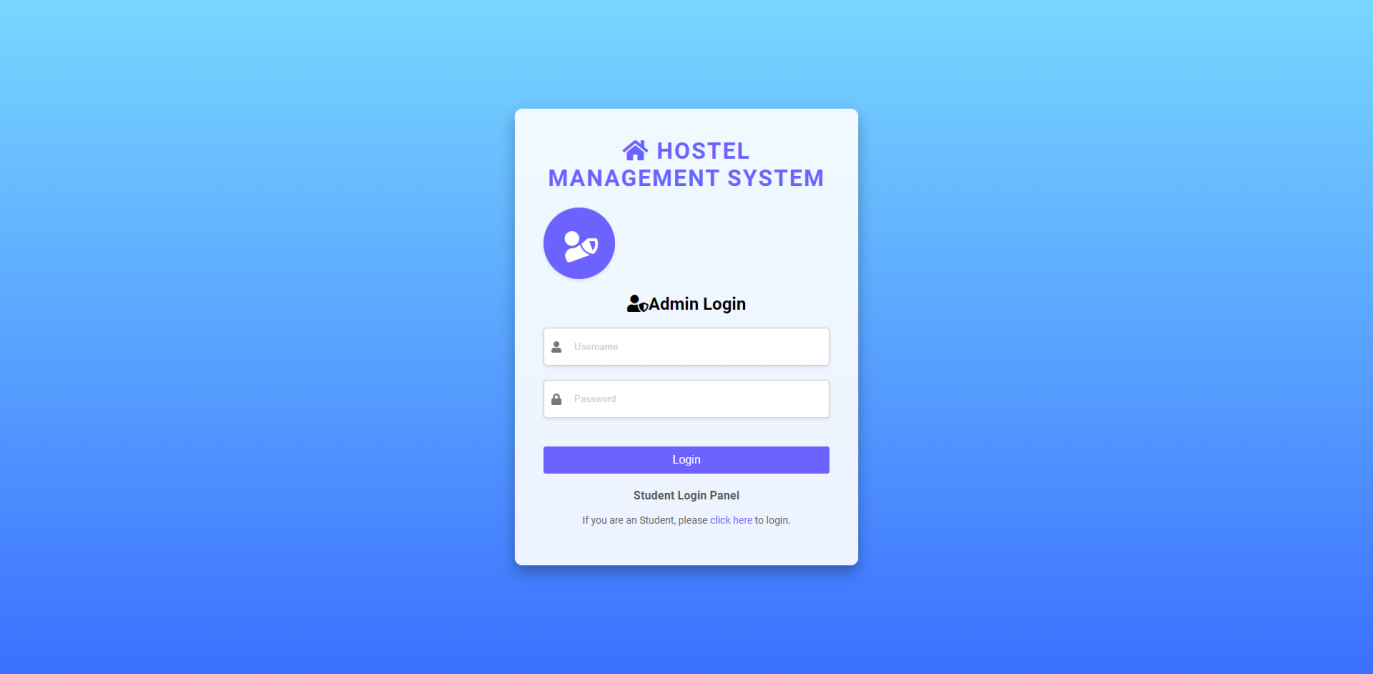 HOSTEL
MANAGEMENT SYSTEM
Admin Login
Username
Password
Login
Student Login Panel
If you are an Student, please click here to login.